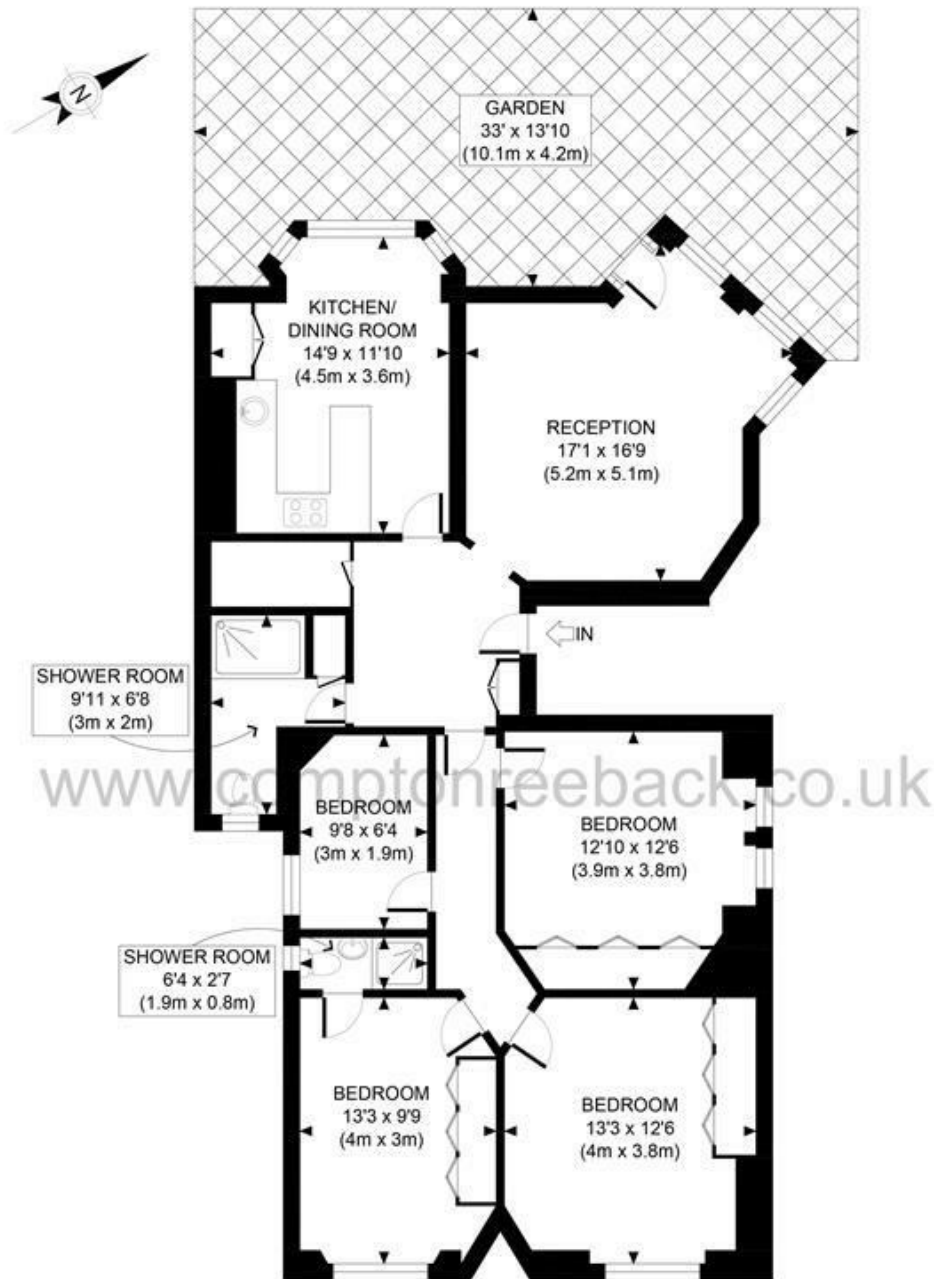 N
GARDEN
33' x 13'10
(10.1m x 4.2m)
KITCHEN/
DINING ROOM
14'9 x 11'10
(4.5m x 3.6m)
RECEPTION
17'1 x 16'9
(5.2m x 5.1m)
IN
SHOWER ROOM
9'11 x 6'8
(3m x 2m)
www.comptonreeback.co.uk
BEDROOM
9'8 x 6'4
(3m x 1.9m)
BEDROOM
12'10 x 12'6
(3.9m x 3.8m)
SHOWER ROOM
6'4 x 2'7
(1.9m x 0.8m)
BEDROOM
13'3 x 9'9
(4m x 3m)
BEDROOM
13'3 x 12'6
(4m x 3.8m)